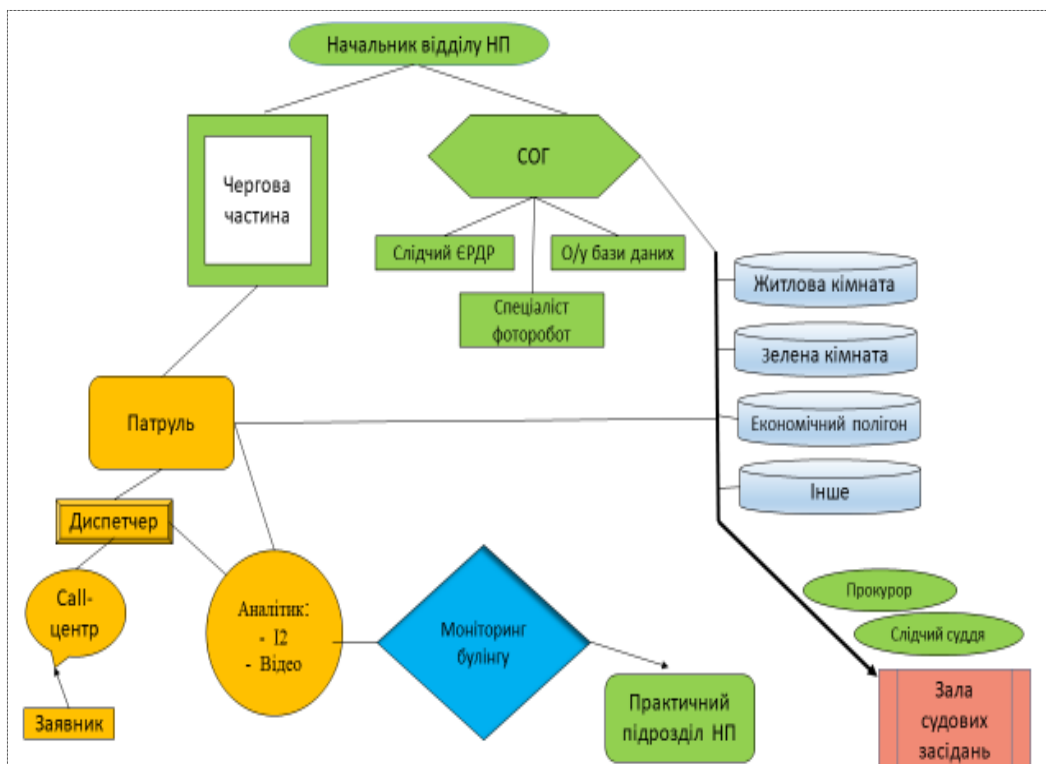 Начальник відділу НП
Чергова
частина
СОГ
Слідчий ЄРДР
О/у бази даних
Спеціаліст
фоторобот
Житлова кімната
Зелена кімната
Економічний полігон
Інше
Патруль
Диспетчер
Call-
центр
Заявник
Аналітик:
- І2
- Відео
Моніторинг
булінгу
Практичний
підрозділ НП
Прокурор
Слідчий суддя
Зала
судових
засідань